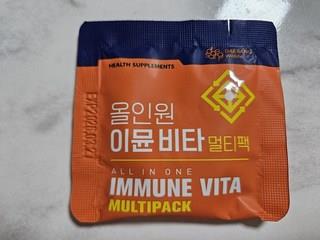 HEALTH SUPPLEMENTS
올인원
이뮨 비타 멀티팩
ALL IN ONE
IMMUNE VITA
MULTIPACK